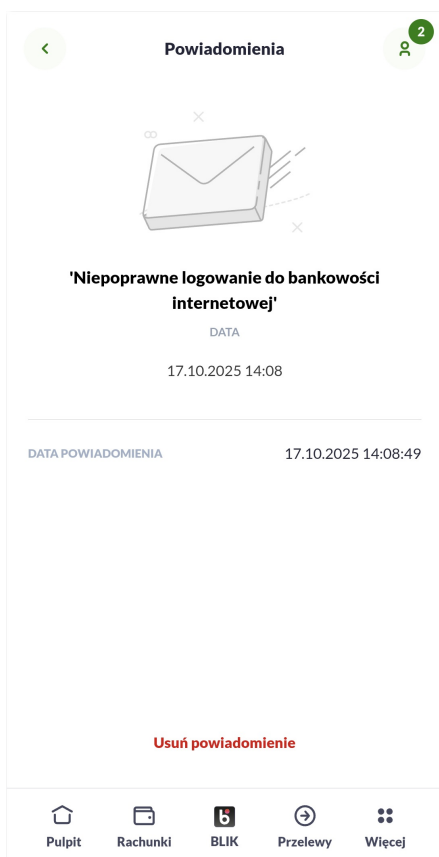 Powiadomienia
2
'Niepoprawne logowanie do bankowości
internetowej'
DATA
17.10.2025 14:08
DATA POWIADOMIENIA 17.10.2025 14:08:49
Usuń powiadomienie
Pulpit Rachunki BLIK Przelewy Więcej